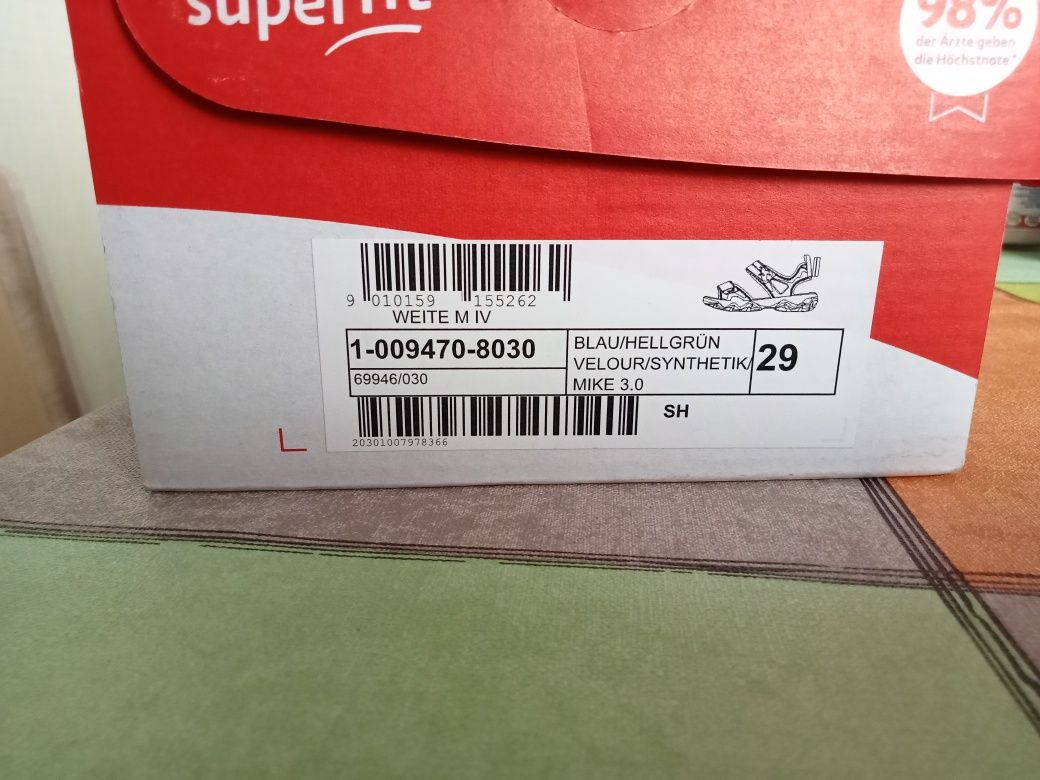 superfit
98%
der Ärzte geben
die Höchstnote*
9 010159 155262
WEITE M IV
1-009470-8030
69946/030
BLAU/HELLGRÜN
VELOUR/SYNTHETIK/
MIKE 3.0
29
SH
20301007978366